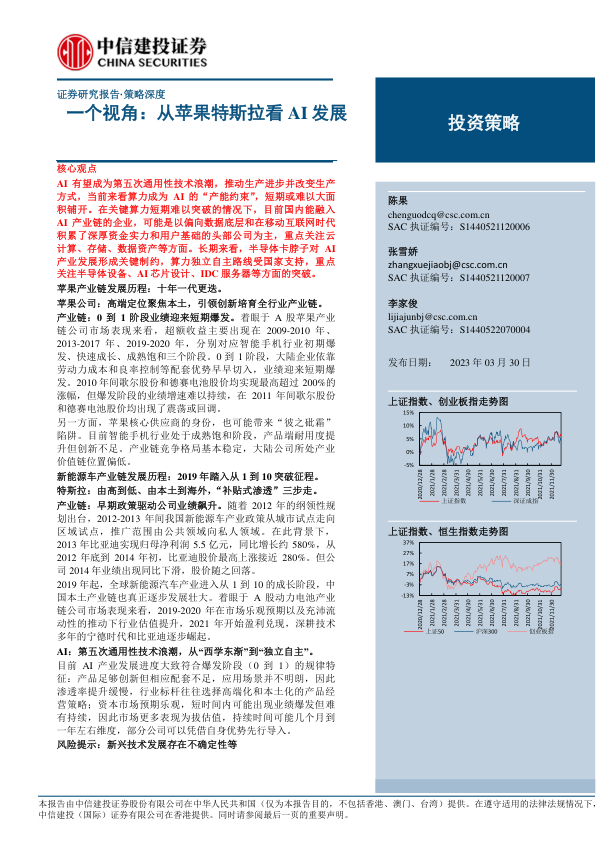 中信建投证券
CHINA SECURITIES
证券研究报告·策略深度
一个视角：从苹果特斯拉看 AI 发展
投资策略
核心观点
AI 有望成为第五次通用性技术浪潮，推动生产进步并改变生产
方式，当前来看算力成为 AI 的“产能约束”，短期或难以大面
积铺开。在关键算力短期难以突破的情况下，目前国内能融入
AI 产业链的企业，可能是以偏向数据底层和在移动互联网时代
积累了深厚资金实力和用户基础的头部公司为主，重点关注云
计算、存储、数据资产等方面。长期来看，半导体卡脖子对 AI
产业发展形成关键制约，算力独立自主路线受国家支持，重点
关注半导体设备、AI 芯片设计、IDC 服务器等方面的突破。
苹果产业链发展历程：十年一代更迭。
苹果公司：高端定位聚焦本土，引领创新培育全行业产业链。
产业链：0 到 1 阶段业绩迎来短期爆发。着眼于 A 股苹果产业
链公司市场表现来看，超额收益主要出现在 2009-2010 年、
2013-2017 年、2019-2020 年，分别对应智能手机行业初期爆
发、快速成长、成熟饱和三个阶段。0 到 1 阶段，大陆企业依靠
劳动力成本和良率控制等配套优势早早切入，业绩迎来短期爆
发。2010 年间歌尔股份和德赛电池股价均实现最高超过 200%的
涨幅，但爆发阶段的业绩增速难以持续，在 2011 年间歌尔股份
和德赛电池股价均出现了震荡或回调。
另一方面，苹果核心供应商的身份，也可能带来“彼之砒霜”
陷阱。目前智能手机行业处于成熟饱和阶段，产品端耐用度提
升但创新不足。产业链竞争格局基本稳定，大陆公司所处产业
价值链位置偏低。
新能源车产业链发展历程：2019 年踏入从 1 到 10 突破征程。
特斯拉：由高到低、由本土到海外，“补贴式渗透”三步走。
产业链：早期政策驱动公司业绩飙升。随着 2012 年的纲领性规
划出台，2012-2013 年间我国新能源车产业政策从城市试点走向
区域试点，推广范围由公共领域向私人领域。在此背景下，
2013 年比亚迪实现归母净利润 5.5 亿元，同比增长约 580%，从
2012 年底到 2014 年初，比亚迪股价最高上涨接近 280%。但公
司 2014 年业绩出现同比下滑，股价随之回落。
2019 年起，全球新能源汽车产业进入从 1 到 10 的成长阶段，中
国本土产业链也真正逐步发展壮大。着眼于 A 股动力电池产业
链公司市场表现来看，2019-2020 年在市场乐观预期以及充沛流
动性的推动下行业估值提升，2021 年开始盈利兑现，深耕技术
多年的宁德时代和比亚迪逐步崛起。
AI：第五次通用性技术浪潮，从“西学东渐”到“独立自主”。
目前 AI 产业发展进度大致符合爆发阶段（0 到 1）的规律特
征：产品足够创新但相应配套不足，应用场景并不明朗，因此
渗透率提升缓慢，行业标杆往往选择高端化和本土化的产品经
营策略；资本市场预期乐观，短时间内可能出现业绩爆发但难
有持续，因此市场更多表现为拔估值，持续时间可能几个月到
一年左右维度，部分公司可以凭借自身优势先行导入。
风险提示：新兴技术发展存在不确定性等
陈果
chenguodcq@csc.com.cn
SAC 执证编号：S1440521120006
张雪娇
zhangxuejiaobj@csc.com.cn
SAC 执证编号：S1440521120007
李家俊
lijiajunbj@csc.com.cn
SAC 执证编号：S1440522070004
发布日期： 2023 年 03 月 30 日
上证指数、创业板指走势图
15%
10%
5%
0%
-5%
2020/12/28
2021/1/28
2021/2/28
2021/3/31
2021/4/30
2021/5/31
2021/6/30
2021/7/31
2021/8/31
2021/9/30
2021/10/31
2021/11/30
上证指数 深证成指
上证指数、恒生指数走势图
37%
27%
17%
7%
-3%
-13%
2020/12/28
2021/1/28
2021/2/28
2021/3/31
2021/4/30
2021/5/31
2021/6/30
2021/7/31
2021/8/31
2021/9/30
2021/10/31
2021/11/30
上证50 沪深300 创业板指
本报告由中信建投证券股份有限公司在中华人民共和国（仅为本报告目的，不包括香港、澳门、台湾）提供。在遵守适用的法律法规情况下，
中信建投（国际）证券有限公司在香港提供。同时请参阅最后一页的重要声明。